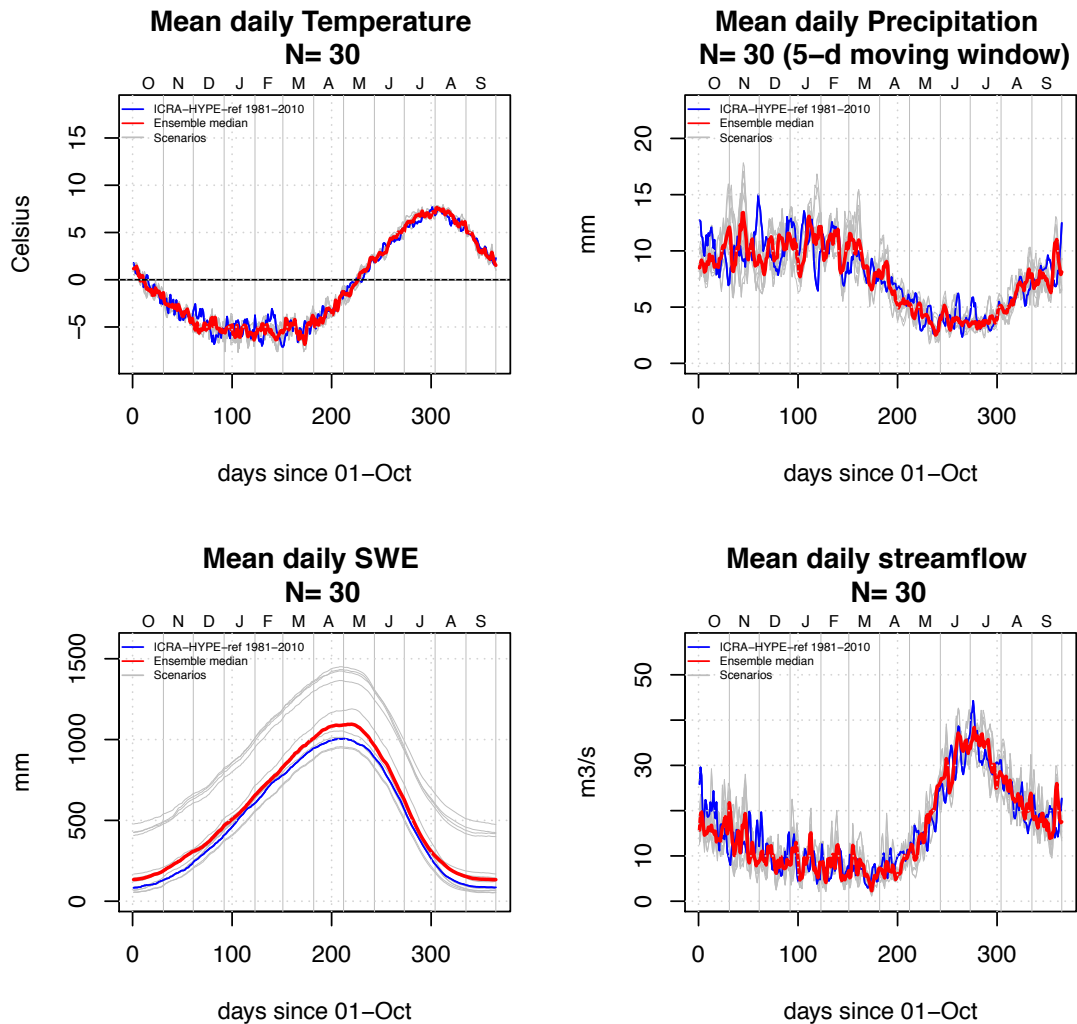 Mean daily Temperature
N= 30
O N D J F M A M J J A S
ICRA−HYPE−ref 1981−2010
Ensemble median
Scenarios
Celsius
15
10
5
0
−5
0 100 200 300
days since 01−Oct
Mean daily Precipitation
N= 30 (5−d moving window)
O N D J F M A M J J A S
ICRA−HYPE−ref 1981−2010
Ensemble median
Scenarios
mm
20
15
10
5
0
0 100 200 300
days since 01−Oct
Mean daily SWE
N= 30
O N D J F M A M J J A S
ICRA−HYPE−ref 1981−2010
Ensemble median
Scenarios
mm
1500
1000
500
0
0 100 200 300
days since 01−Oct
Mean daily streamflow
N= 30
O N D J F M A M J J A S
ICRA−HYPE−ref 1981−2010
Ensemble median
Scenarios
m3/s
50
30
10
0
0 100 200 300
days since 01−Oct